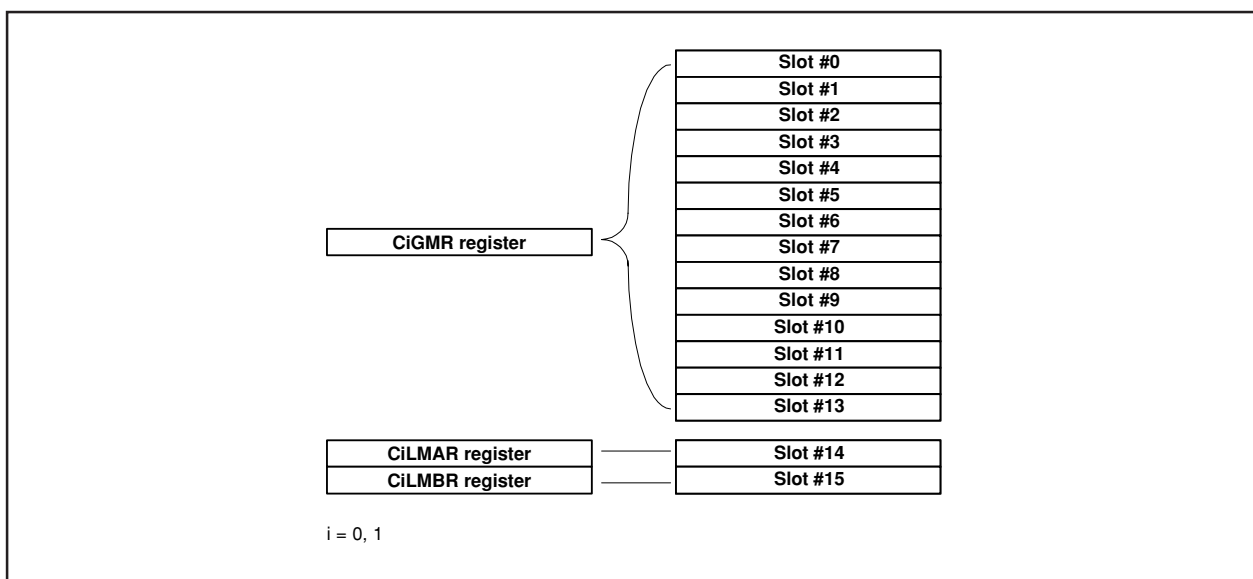 Slot #0
Slot #1
Slot #2
Slot #3
Slot #4
Slot #5
Slot #6
CiGMR register
Slot #7
Slot #8
Slot #9
Slot #10
Slot #11
Slot #12
Slot #13
CiLMAR register
Slot #14
CiLMBR register
Slot #15
i = 0, 1